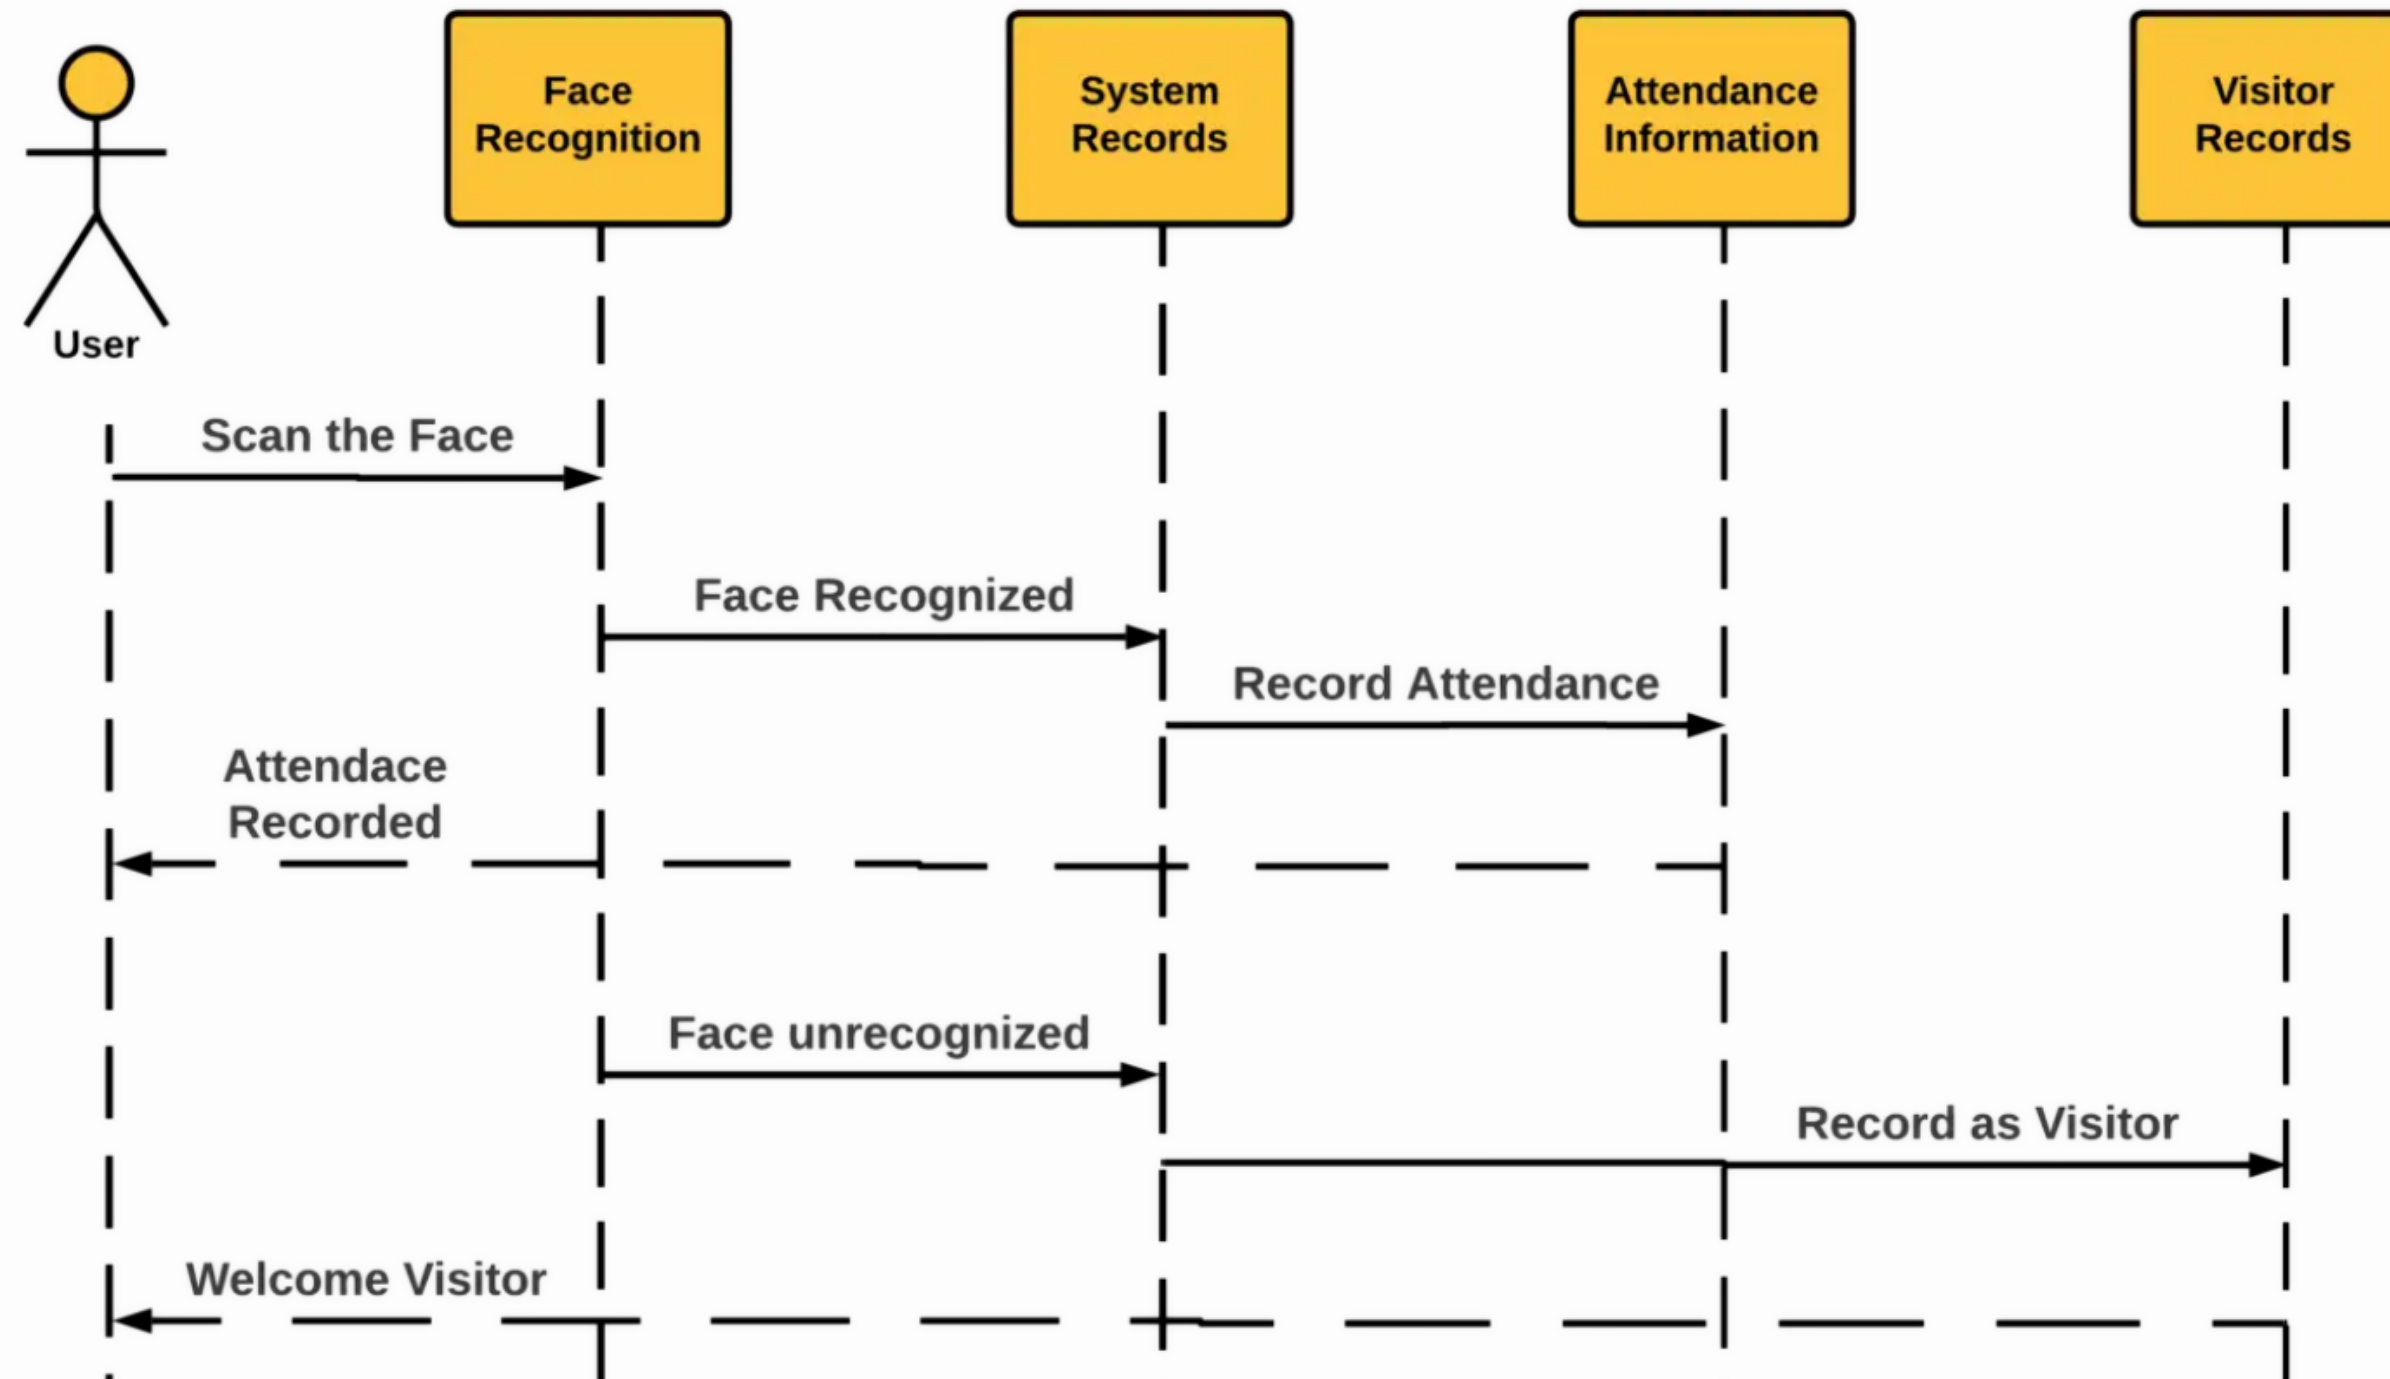 Face
Recognition
System
Records
Attendance
Information
Visitor
Records
User
Scan the Face
Face Recognized
Record Attendance
Attendace
Recorded
Face unrecognized
Record as Visitor
Welcome Visitor